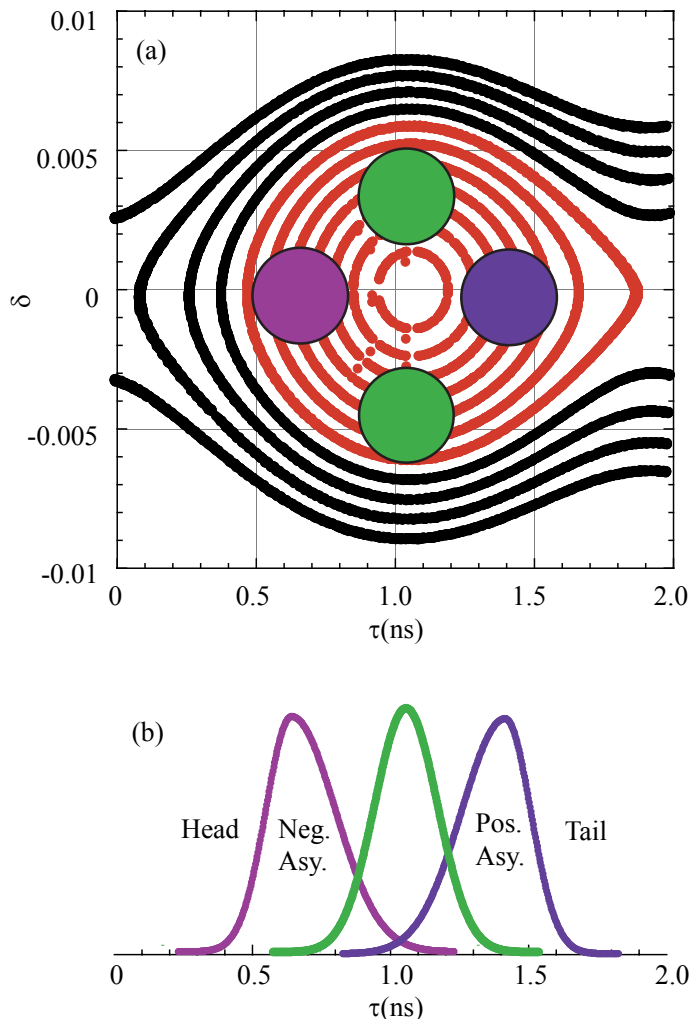 0.01
(a)
0.005
δ
0
-0.005
-0.01
0 0.5 1.0 1.5 2.0
τ(ns)
(b)
Head
Neg.
Asy.
Pos.
Asy.
Tail
0 0.5 1.0 1.5 2.0
τ(ns)